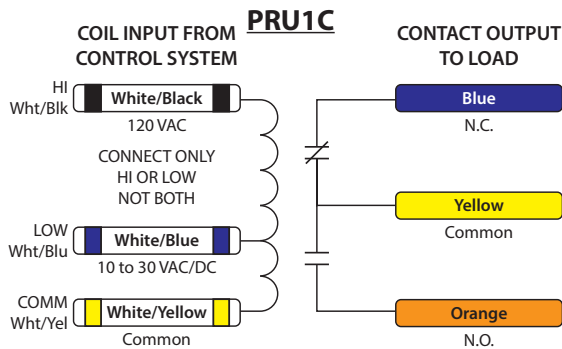 PRU1C
COIL INPUT FROM
CONTROL SYSTEM
HI
Wht/Blk
White/Black
120 VAC
CONNECT ONLY
HI OR LOW
NOT BOTH
LOW
Wht/Blu
White/Blue
10 to 30 VAC/DC
COMM
Wht/Yel
White/Yellow
Common
CONTACT OUTPUT
TO LOAD
Blue
N.C.
Yellow
Common
Orange
N.O.